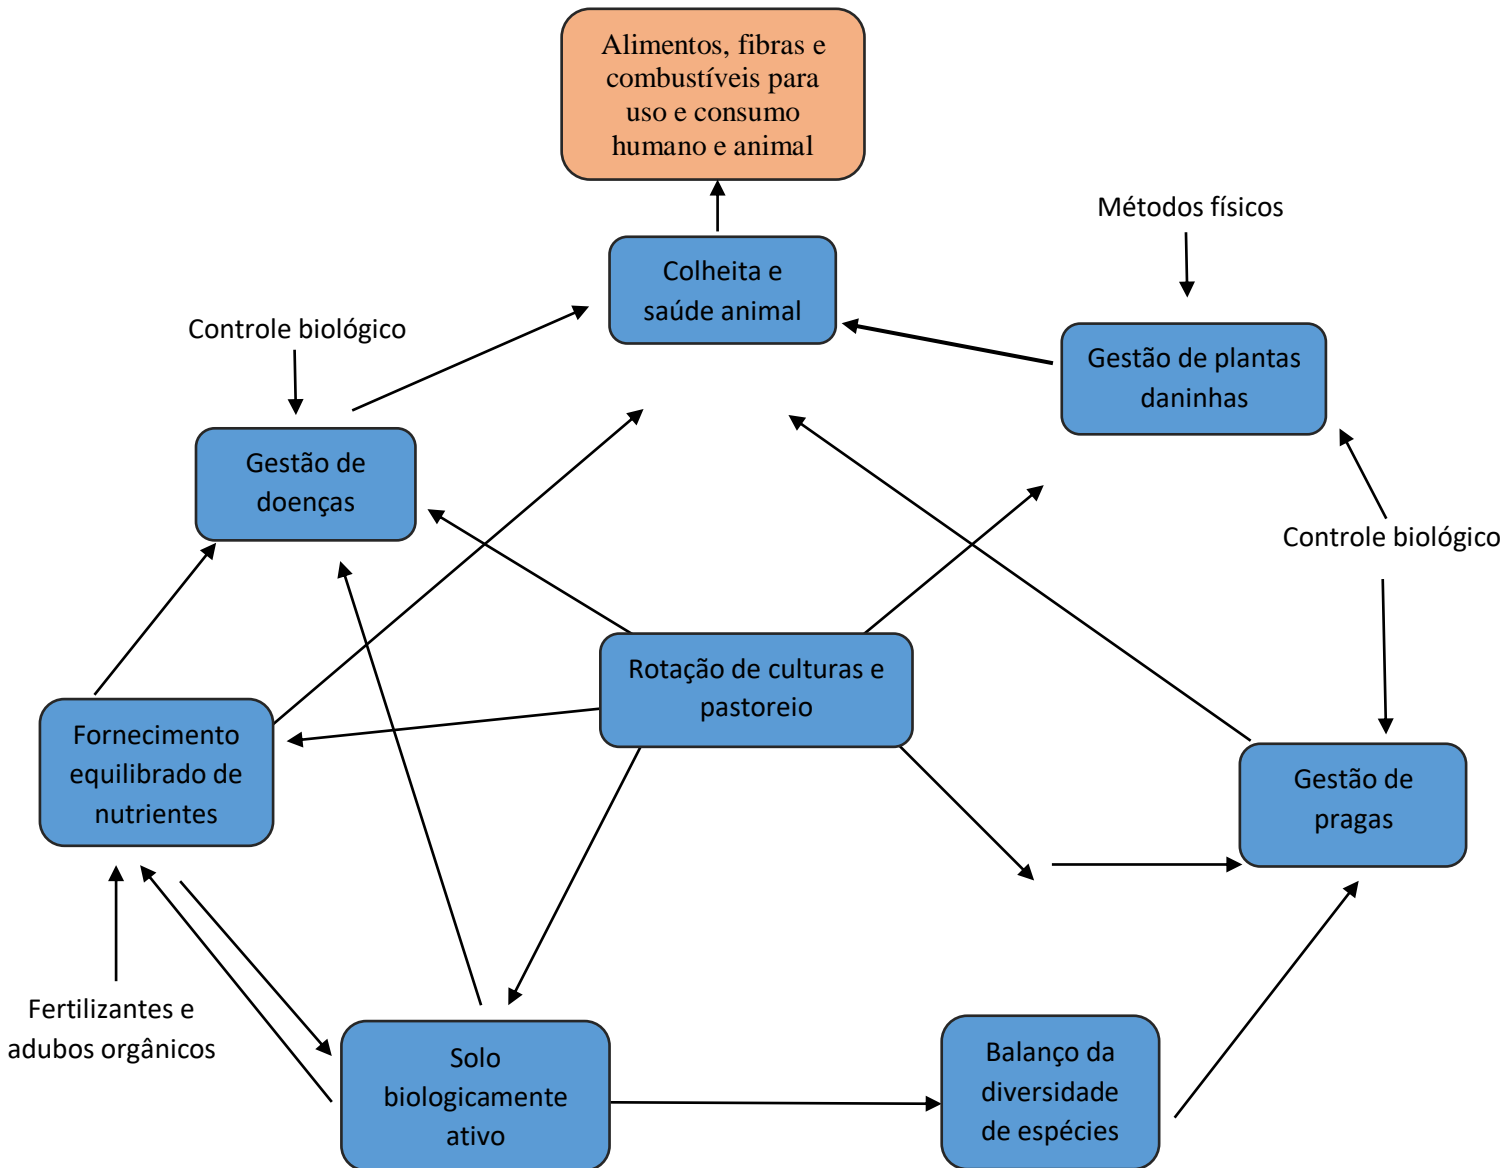 Alimentos, fibras e
combustíveis para
uso e consumo
humano e animal
Métodos físicos
Colheita e
saúde animal
Controle biológico
Gestão de plantas
daninhas
Gestão de
doenças
Controle biológico
Rotação de culturas e
pastoreio
Fornecimento
equilibrado de
nutrientes
Gestão de
pragas
Fertilizantes e
adubos orgânicos
Solo
biologicamente
ativo
Balanço da
diversidade
de espécies